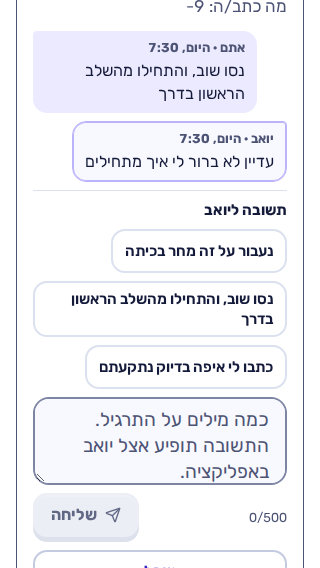 מה כתב/ה: 9-
אתם • היום, 7:30
נסו שוב, והתחילו מהשלב
הראשון בדרך
יואב • היום, 7:30
עדיין לא ברור לי איך מתחילים
תשובה ליואב
נעבור על זה מחר בכיתה
נסו שוב, והתחילו מהשלב הראשון
בדרך
כתבו לי איפה בדיוק נתקעתם
כמה מילים על התרגיל.
התשובה תופיע אצל יואב
באפליקציה.
שליחה
0/500